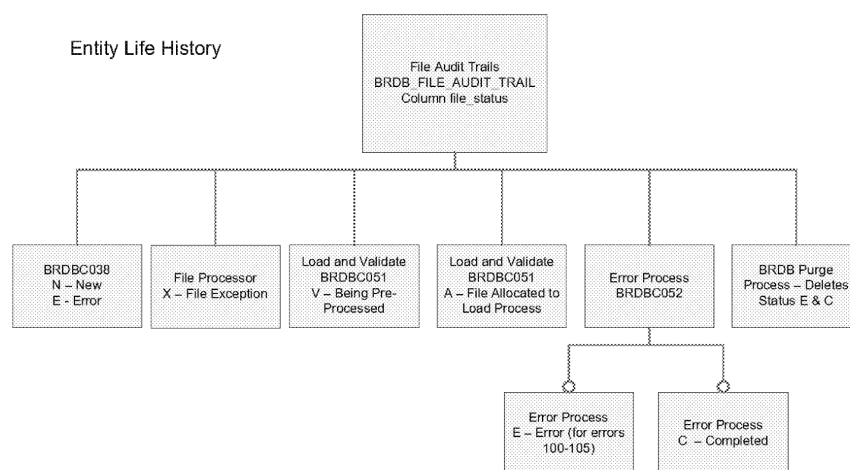 Entity Life History
File Audit Trails
BRDB_FILE_AUDIT_TRAIL
Column file_status
BRDBC038
N – New
E - Error
File Processor
X – File Exception
Load and Validate
BRDBC051
V – Being Pre-
Processed
Load and Validate
BRDBC051
A – File Allocated to
Load Process
Error Process
BRDBC052
BRDB Purge
Process – Deletes
Status E & C
Error Process
E – Error (for errors
100-105)
Error Process
C – Completed